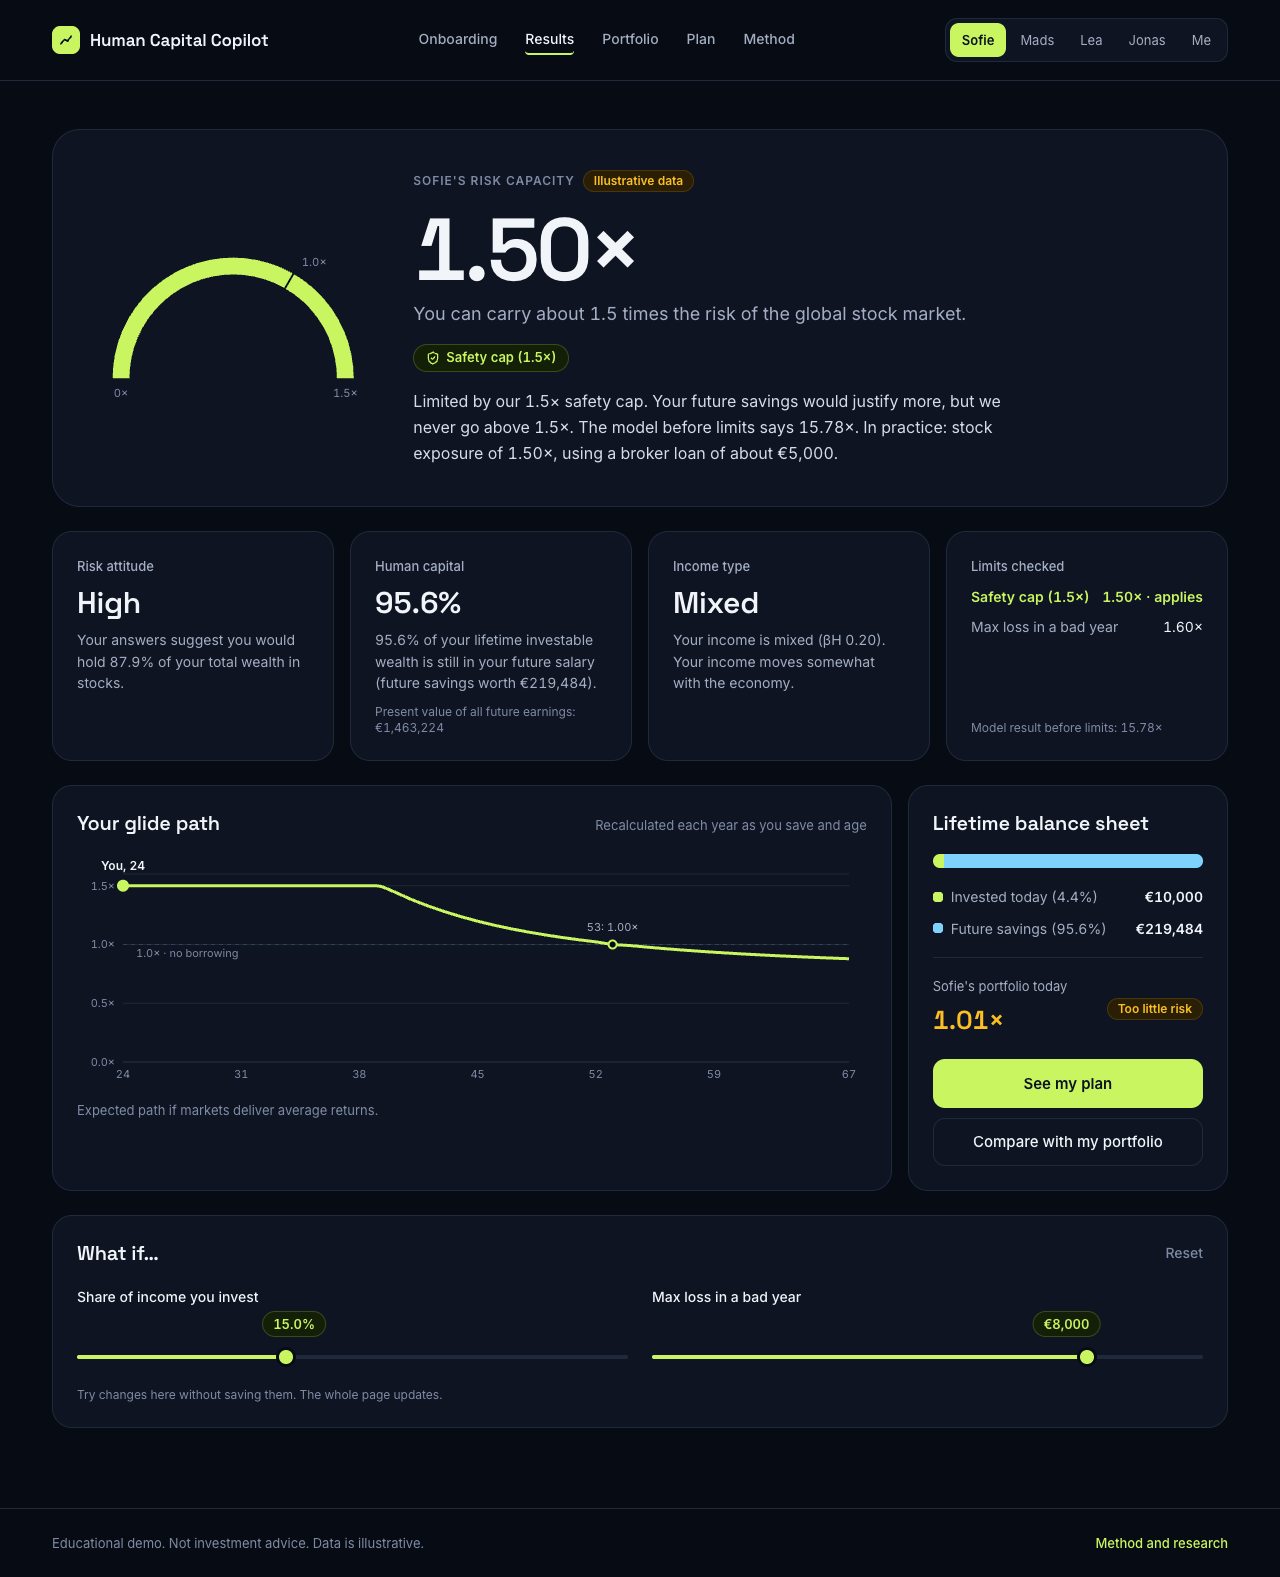 Human Capital Copilot
Onboarding Results Portfolio Plan Method
Sofie Mads Lea Jonas Me
SOFIE'S RISK CAPACITY Illustrative data
1.50×
You can carry about 1.5 times the risk of the global stock market.
Safety cap (1.5×)
Limited by our 1.5× safety cap. Your future savings would justify more, but we
never go above 1.5×. The model before limits says 15.78×. In practice: stock
exposure of 1.50×, using a broker loan of about €5,000.
1.0×
0×
1.5×
Risk attitude
High
Your answers suggest you would
hold 87.9% of your total wealth in
stocks.
Human capital
95.6%
95.6% of your lifetime investable
wealth is still in your future salary
(future savings worth €219,484).
Present value of all future earnings:
€1,463,224
Income type
Mixed
Your income is mixed (βH 0.20).
Your income moves somewhat
with the economy.
Limits checked
Safety cap (1.5×) 1.50× · applies
Max loss in a bad year 1.60×
Model result before limits: 15.78×
Your glide path
Recalculated each year as you save and age
You, 24
1.5×
53: 1.00×
1.0×
1.0× · no borrowing
0.5×
0.0×
24 31 38 45 52 59 67
Expected path if markets deliver average returns.
Lifetime balance sheet
Invested today (4.4%) €10,000
Future savings (95.6%) €219,484
Sofie's portfolio today
1.01×
Too little risk
See my plan
Compare with my portfolio
What if…
Reset
Share of income you invest
15.0%
Max loss in a bad year
€8,000
Try changes here without saving them. The whole page updates.
Educational demo. Not investment advice. Data is illustrative.
Method and research